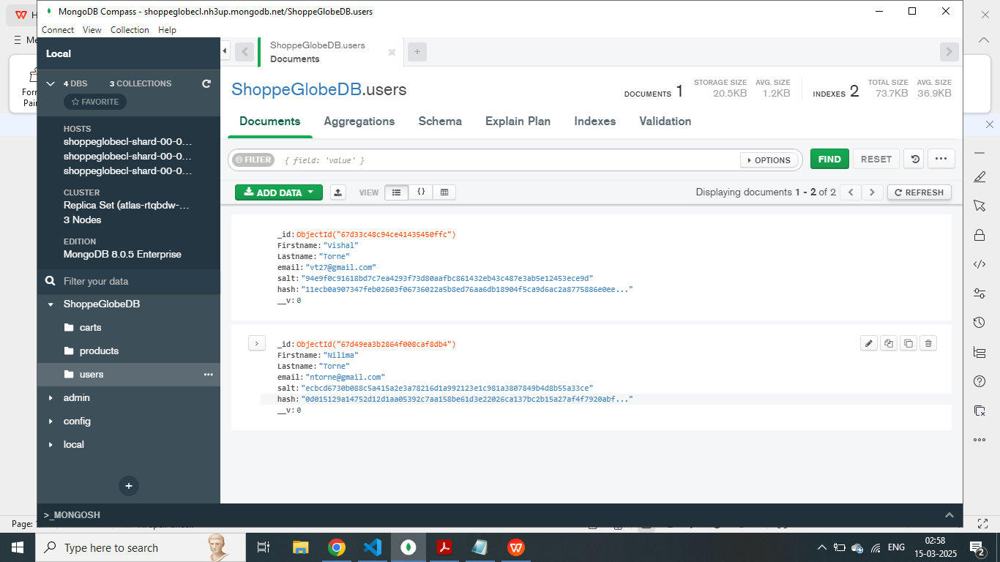 MongoDB Compass - shoppeglobecl.nh3up.mongodb.net/ShoppeGlobeDB.users
Connect View Collection Help
Local
4 DBS 3 COLLECTIONS
FAVORITE
HOSTS
shoppeglobecl-shard-00-0...
shoppeglobecl-shard-00-0...
shoppeglobecl-shard-00-0...
CLUSTER
Replica Set (atlas-rtqbdw-...
3 Nodes
EDITION
MongoDB 8.0.5 Enterprise
Filter your data
ShoppeGlobeDB
carts
products
users
admin
config
local
ShoppeGlobeDB.users
Documents
ShoppeGlobeDB.users
DOCUMENTS 1
STORAGE SIZE 20.5KB
AVG. SIZE 1.2KB
INDEXES 2
TOTAL SIZE 73.7KB
AVG. SIZE 36.9KB
Documents Aggregations Schema Explain Plan Indexes Validation
FILTER { field: 'value' } OPTIONS FIND RESET
ADD DATA VIEW {} Displaying documents 1 - 2 of 2 REFRESH
_id: ObjectId("67d33c48c94ce41435450ffc")
Firstname: "Vishal"
Lastname: "Torne"
email: "vt27@gmail.com"
salt: "94e9f0c91618bd7c7ea4293f73d80aafbc861432eb43c487e3ab5e12453ece9d"
hash: "11ecb0a907347feb02603f06736022a5b8ed76aa6db18904f5ca9d6ac2a8775886e0ee..."
__v: 0
_id: ObjectId("67d49ea3b2864f008caf8db4")
Firstname: "Nilima"
Lastname: "Torne"
email: "ntorne@gmail.com"
salt: "ecbcd6730b088c5a415a2e3a78216d1a992123e1c981a3807849b4d8b55a33ce"
hash: "0d015129a14752d12d1aa05392c7aa158be61d3e22026ca137bc2b15a27af4f7920abf..."
__v: 0
>_MONGOSH
Page:
Type here to search
ENG
02:58
15-03-2025
2